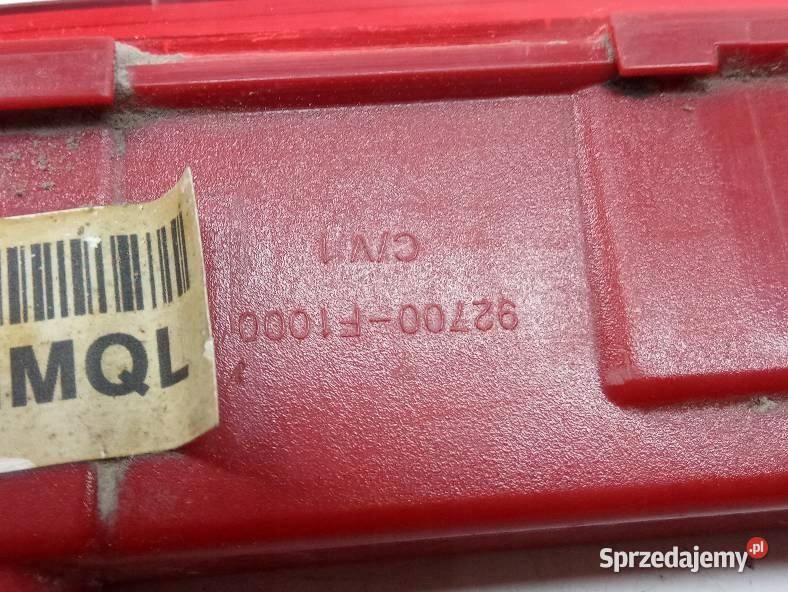 92700-F1000
C/V 1
MQL
Sprzedajemy.pl